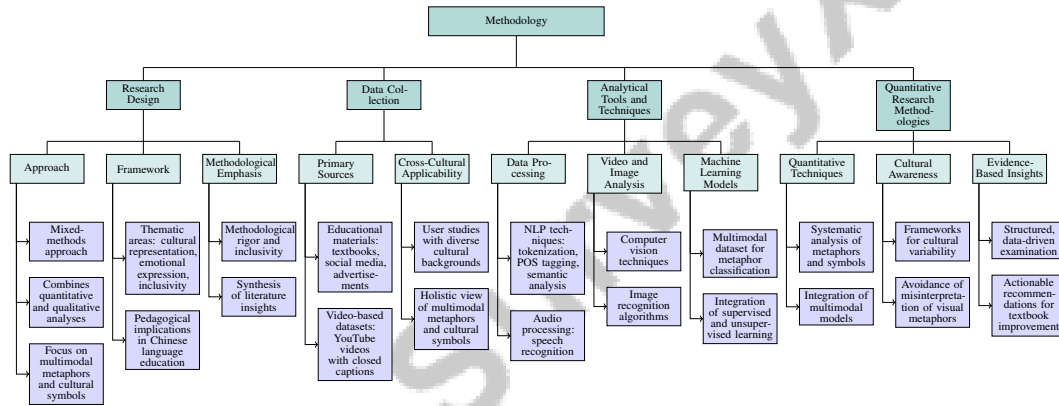 Methodology
Research
Design
Data Col-
lection
Analytical
Tools and
Techniques
Quantitative
Research
Method-
ologies
Approach
Framework
Methodological
Emphasis
Primary
Sources
Cross-Cultural
Applicability
Data Pro-
cessing
Video and
Image
Analysis
Machine
Learning
Models
Quantitative
Techniques
Cultural
Awareness
Evidence-
Based Insights
Mixed-
methods
approach
Thematic
areas: cultural
representation,
emotional
expression,
inclusivity
Methodological
rigor and
inclusivity
Educational
materials:
textbooks,
social media,
advertise-
ments
User studies
with diverse
cultural
backgrounds
NLP tech-
niques:
tokenization,
POS tagging,
semantic
analysis
Computer
vision
techniques
Multimodal
dataset for
metaphor
classification
Systematic
analysis of
metaphors
and symbols
Frameworks
for cultural
variability
Structured,
data-driven
examination
Combines
quantitative
and qualitative
analyses
Pedagogical
implications
in Chinese
language
education
Synthesis of
literature
insights
Video-based
datasets:
YouTube
videos
with closed
captions
Holistic view
of multimodal
metaphors
and cultural
symbols
Audio
processing:
speech
recognition
Image
recognition
algorithms
Integration
of supervised
and unsuper-
vised learning
Integration of
multimodal
models
Avoidance of
misinterpreta-
tion of visual
metaphors
Actionable
recommen-
dations for
textbook
improvement
Focus on
multimodal
metaphors
and cultural
symbols